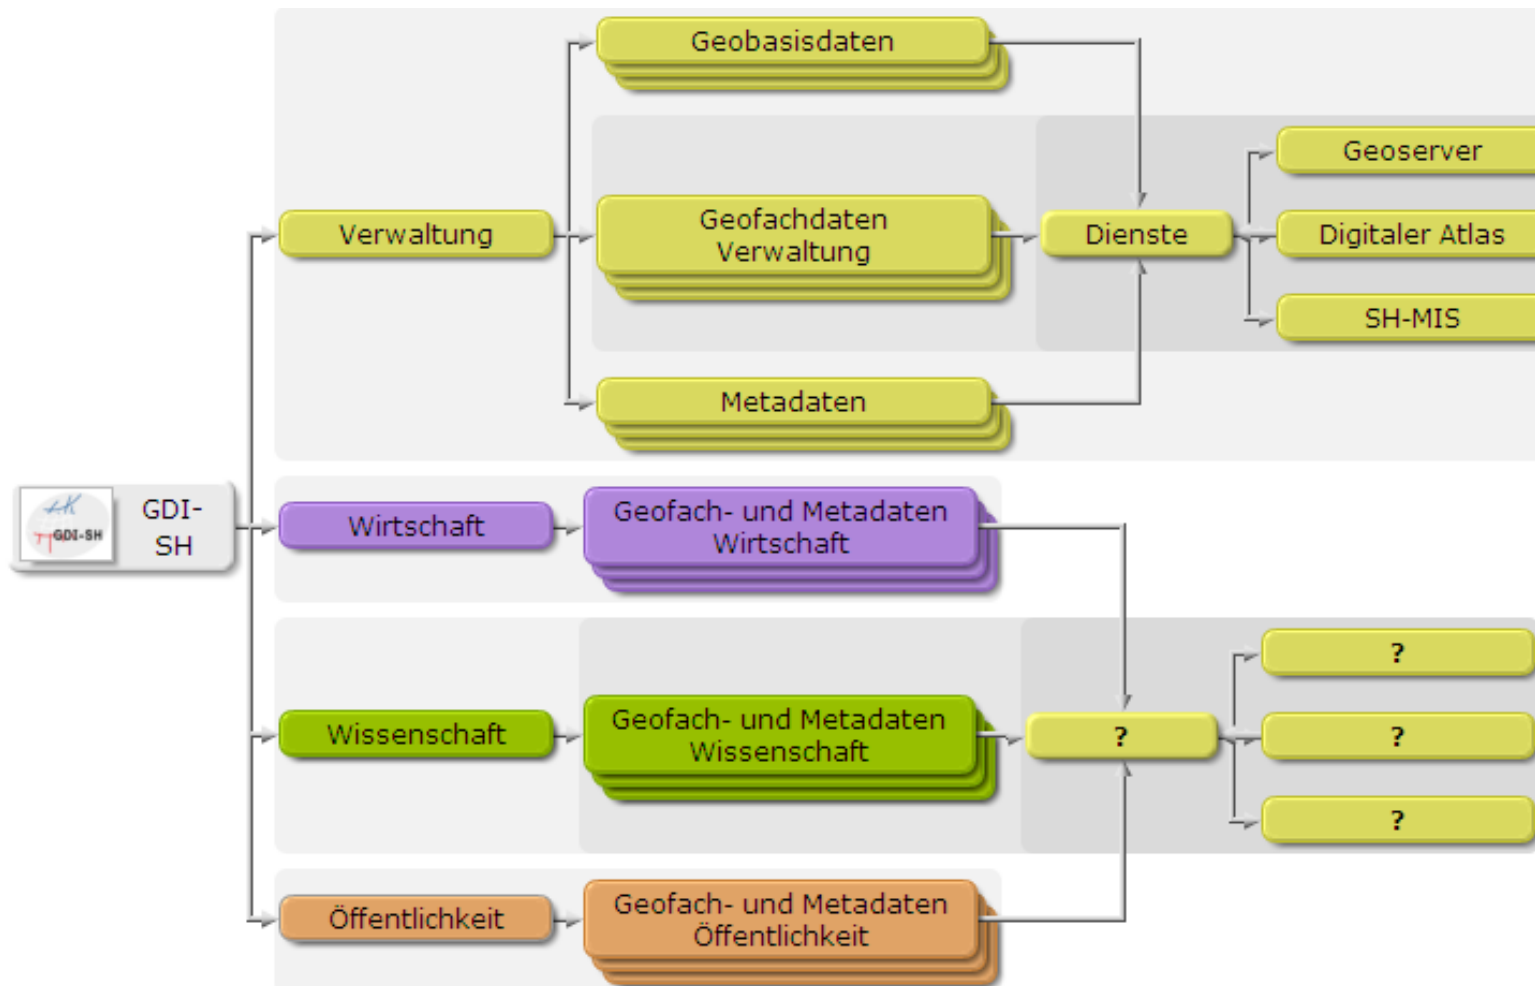 Geobasisdaten
Geoserver
Verwaltung
Geofachdaten
Verwaltung
Dienste
Digitaler Atlas
SH-MIS
Metadaten
GDI-SH
GDI-
SH
Wirtschaft
Geofach- und Metadaten
Wirtschaft
?
Wissenschaft
Geofach- und Metadaten
Wissenschaft
?
?
?
Öffentlichkeit
Geofach- und Metadaten
Öffentlichkeit